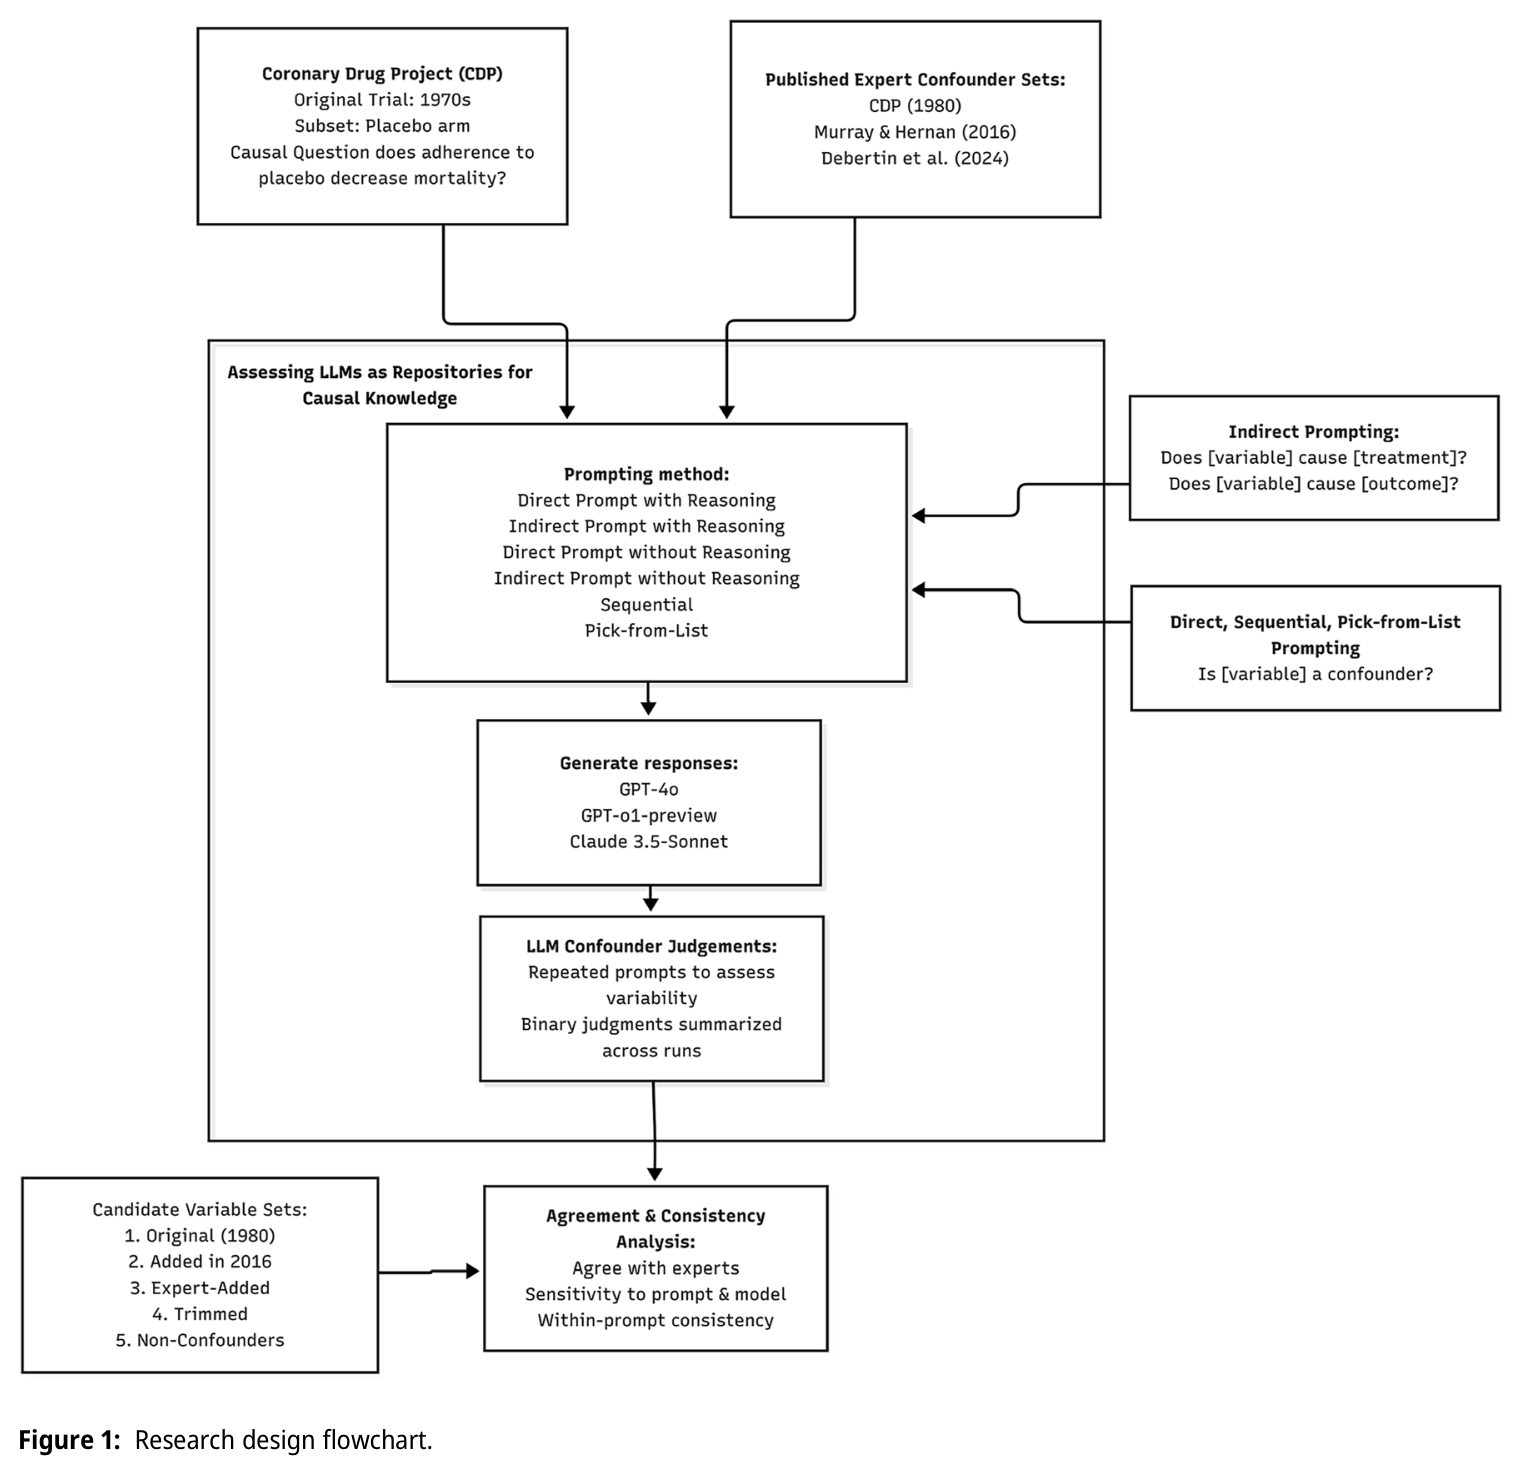 Coronary Drug Project (CDP)
Original Trial: 1970s
Subset: Placebo arm
Causal Question does adherence to
placebo decrease mortality?
Published Expert Confounder Sets:
CDP (1980)
Murray & Hernan (2016)
Debertin et al. (2024)
Assessing LLMs as Repositories for
Causal Knowledge
Prompting method:
Direct Prompt with Reasoning
Indirect Prompt with Reasoning
Direct Prompt without Reasoning
Indirect Prompt without Reasoning
Sequential
Pick-from-List
Indirect Prompting:
Does [variable] cause [treatment]?
Does [variable] cause [outcome]?
Direct, Sequential, Pick-from-List
Prompting
Is [variable] a confounder?
Generate responses:
GPT-4o
GPT-o1-preview
Claude 3.5-Sonnet
LLM Confounder Judgements:
Repeated prompts to assess
variability
Binary judgments summarized
across runs
Candidate Variable Sets:
1. Original (1980)
2. Added in 2016
3. Expert-Added
4. Trimmed
5. Non-Confounders
Agreement & Consistency
Analysis:
Agree with experts
Sensitivity to prompt & model
Within-prompt consistency
Figure 1: Research design flowchart.